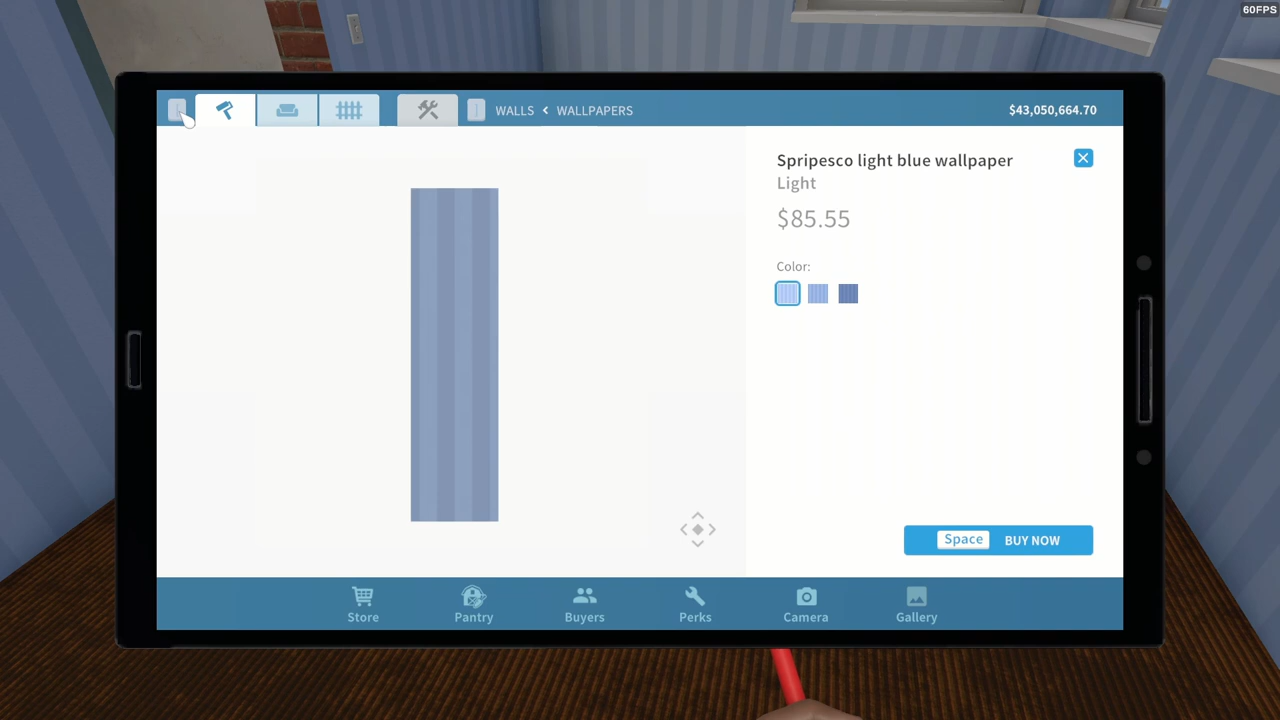 60FPS
WALLS < WALLPAPERS
$43,050,664.70
Spripesco light blue wallpaper
Light
$85.55
Color:
Space BUY NOW
Store Pantry Buyers Perks Camera Gallery